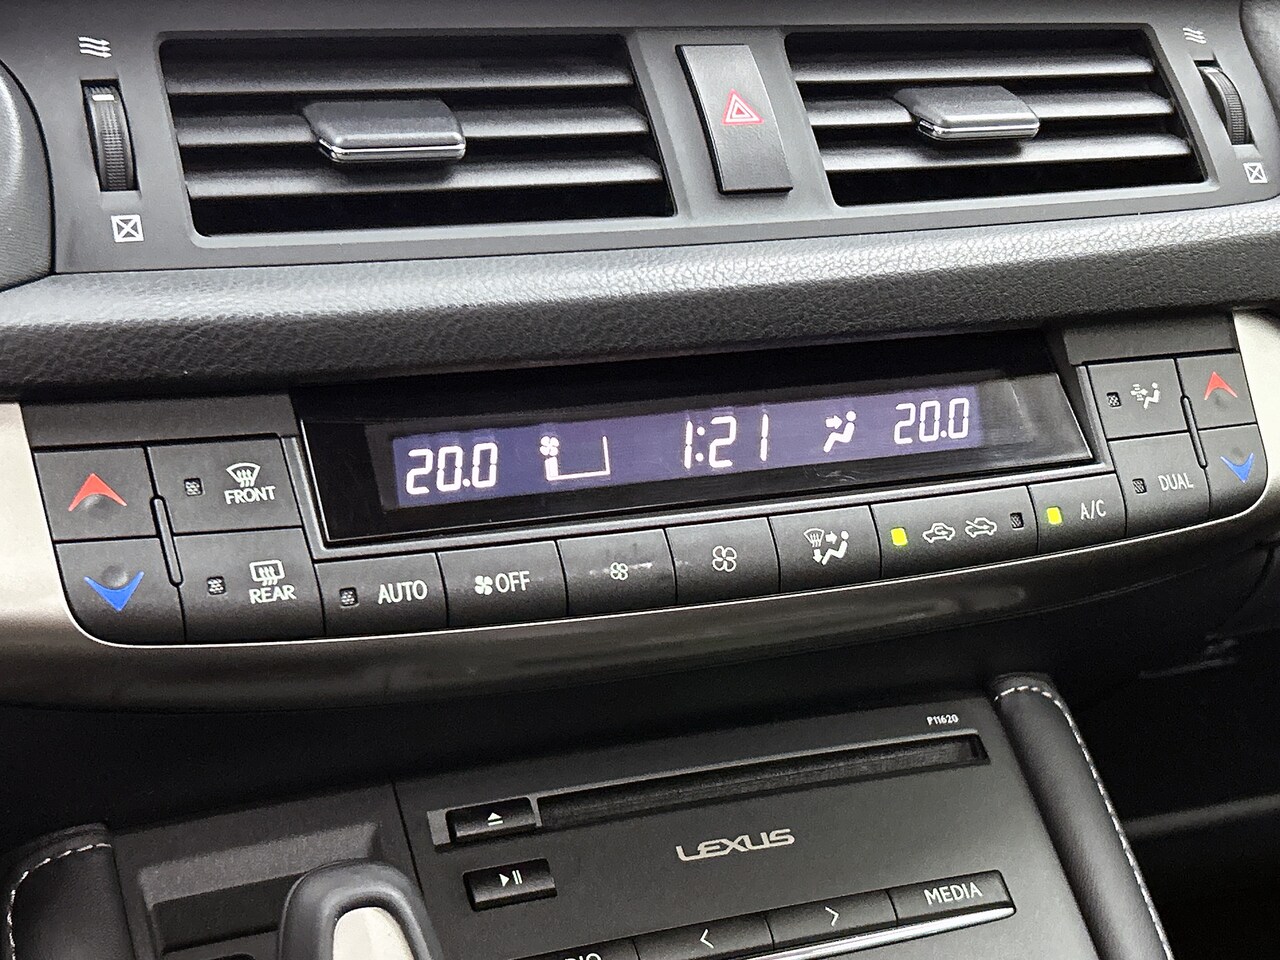 20.0 1:21 20.0
FRONT
REAR
AUTO
OFF
A/C
DUAL
P11620
LEXUS
MEDIA